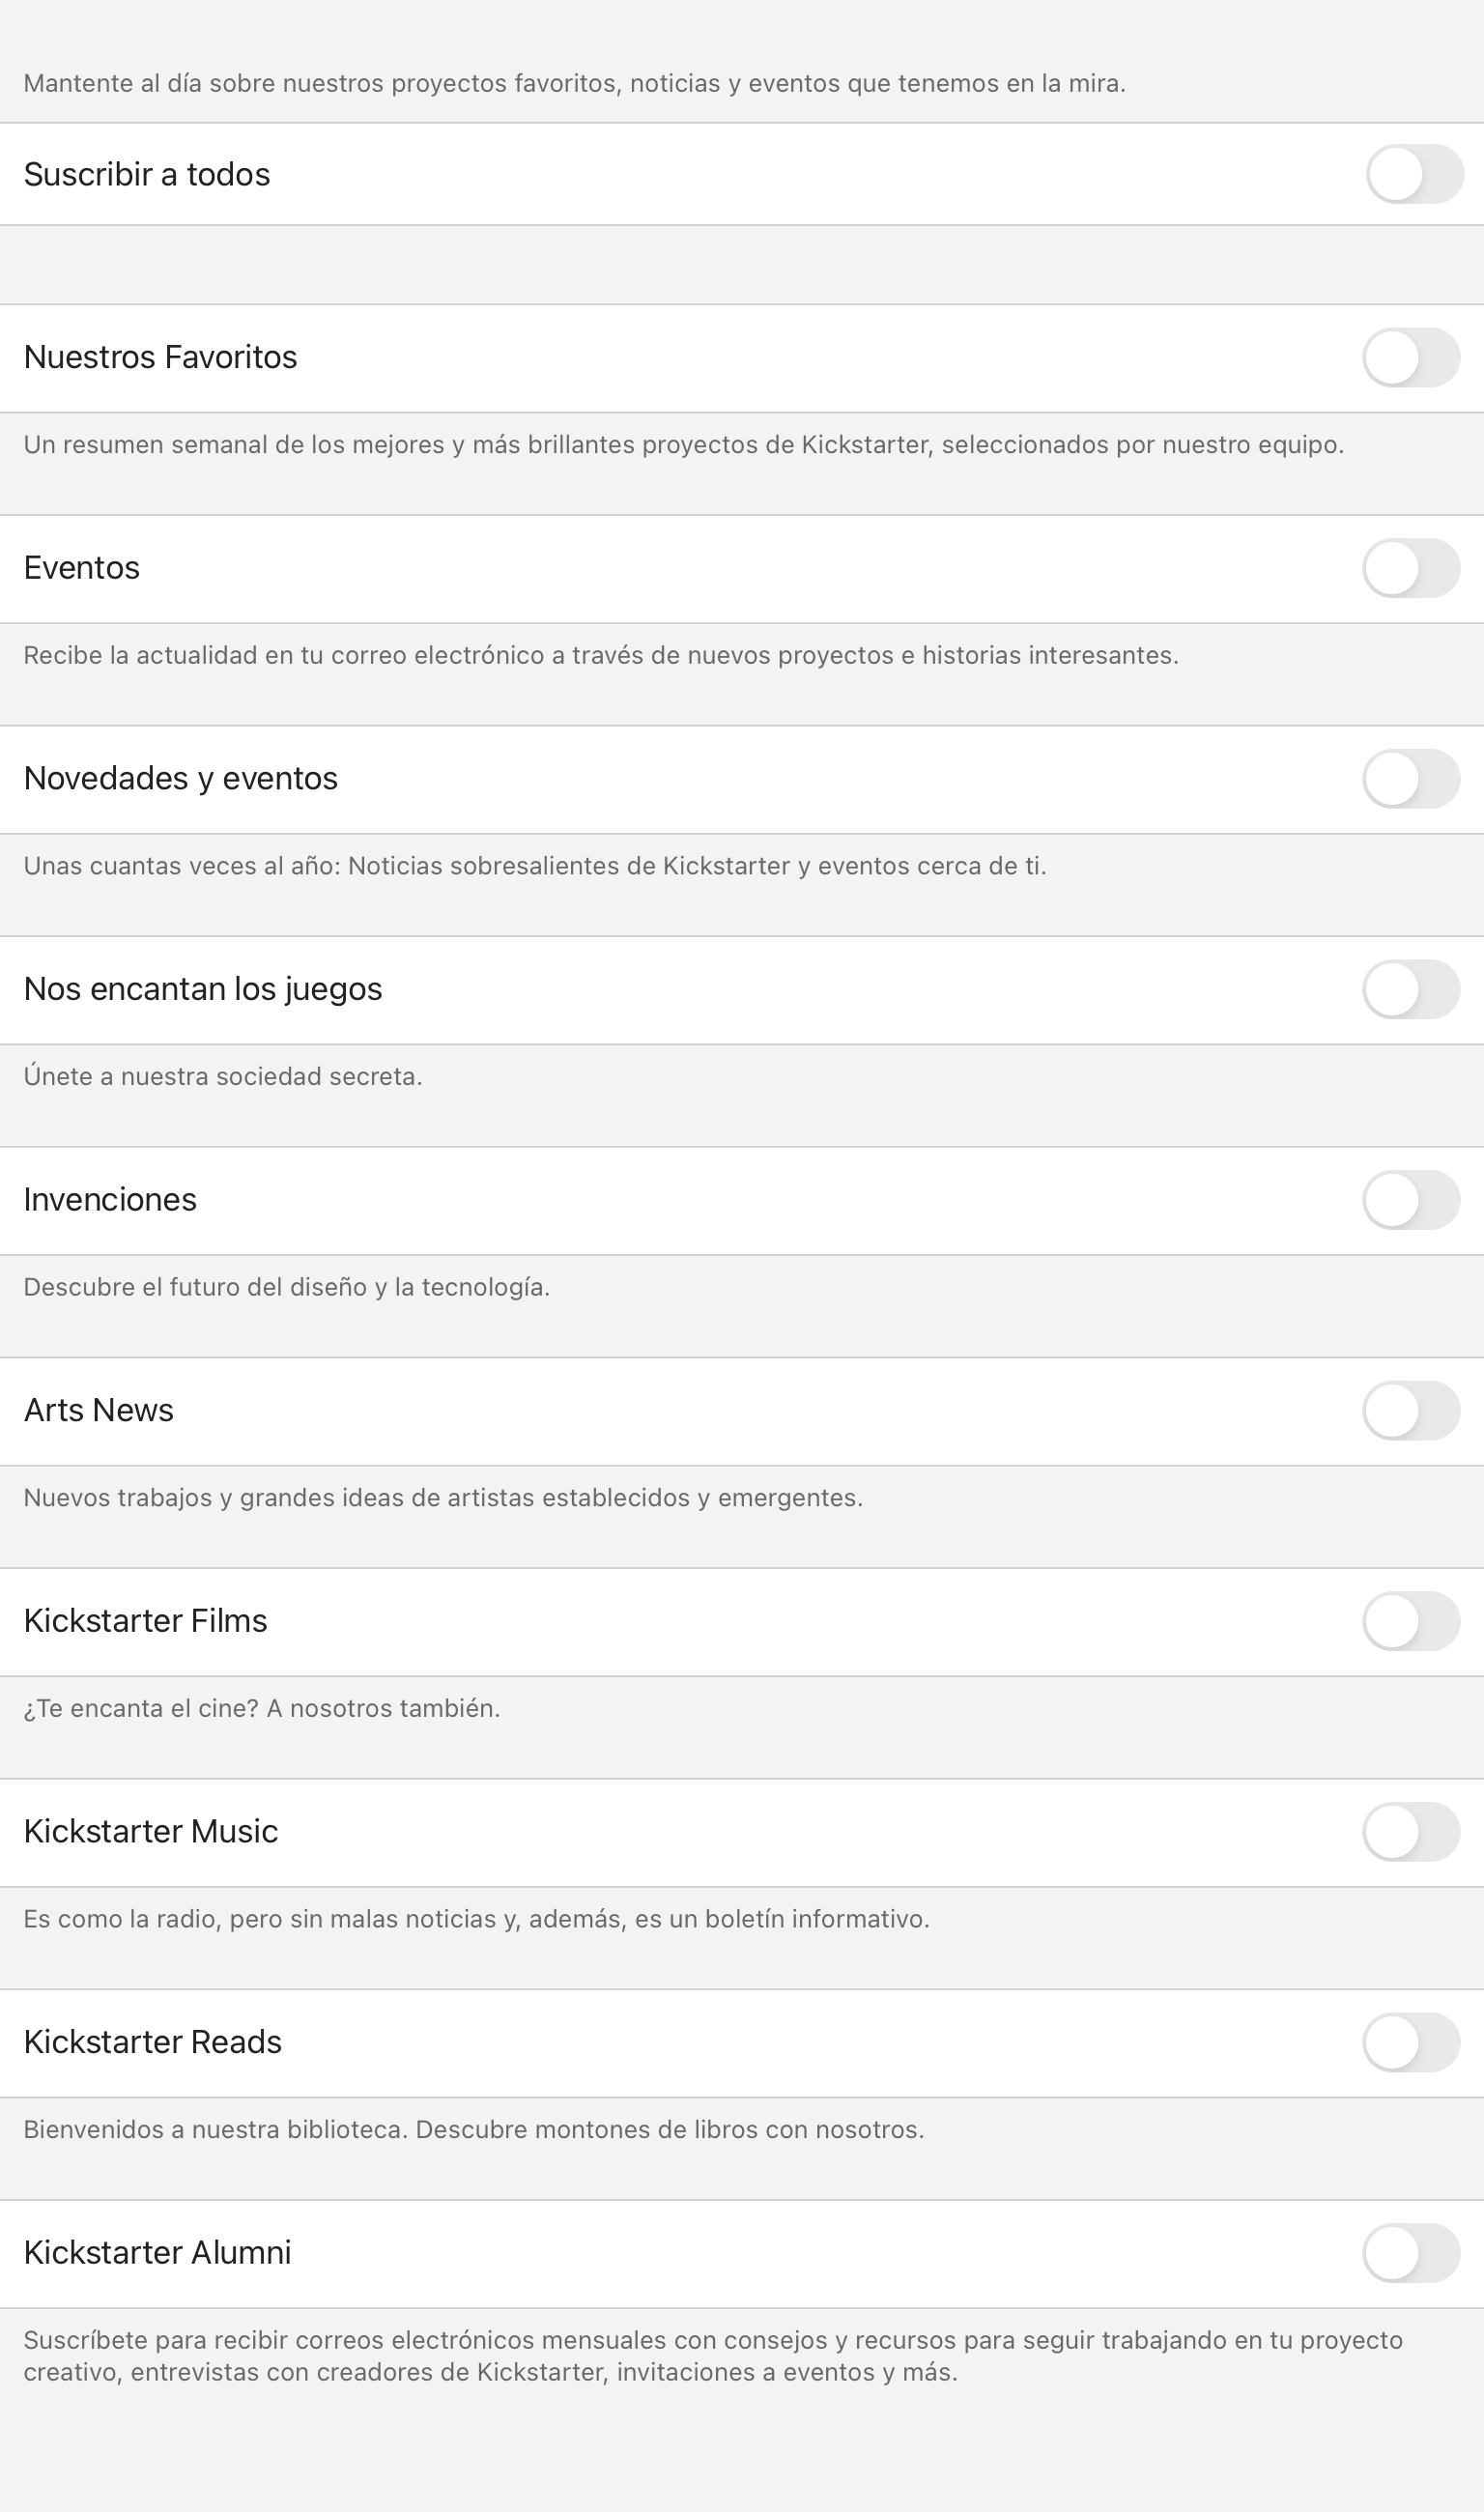 Mantente al día sobre nuestros proyectos favoritos, noticias y eventos que tenemos en la mira.
Suscribir a todos
Nuestros Favoritos
Un resumen semanal de los mejores y más brillantes proyectos de Kickstarter, seleccionados por nuestro equipo.
Eventos
Recibe la actualidad en tu correo electrónico a través de nuevos proyectos e historias interesantes.
Novedades y eventos
Unas cuantas veces al año: Noticias sobresalientes de Kickstarter y eventos cerca de ti.
Nos encantan los juegos
Únete a nuestra sociedad secreta.
Invenciones
Descubre el futuro del diseño y la tecnología.
Arts News
Nuevos trabajos y grandes ideas de artistas establecidos y emergentes.
Kickstarter Films
¿Te encanta el cine? A nosotros también.
Kickstarter Music
Es como la radio, pero sin malas noticias y, además, es un boletín informativo.
Kickstarter Reads
Bienvenidos a nuestra biblioteca. Descubre montones de libros con nosotros.
Kickstarter Alumni
Suscríbete para recibir correos electrónicos mensuales con consejos y recursos para seguir trabajando en tu proyecto
creativo, entrevistas con creadores de Kickstarter, invitaciones a eventos y más.